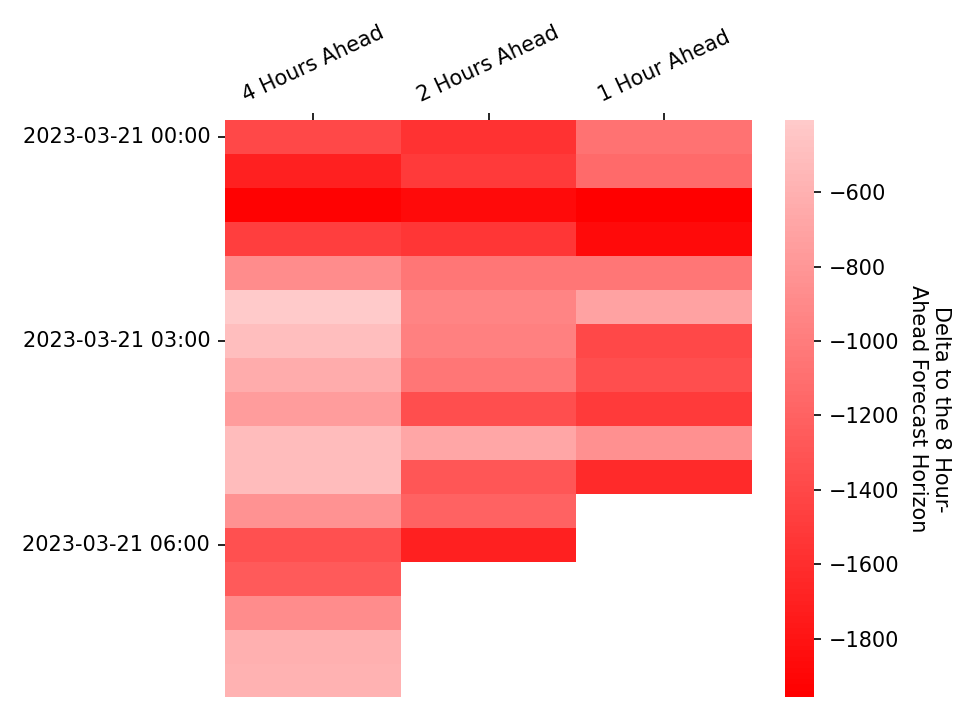 4 Hours Ahead
2 Hours Ahead
1 Hour Ahead
2023-03-21 00:00
2023-03-21 03:00
2023-03-21 06:00
−600
−800
−1000
−1200
−1400
−1600
−1800
Delta to the 8 Hour-
Ahead Forecast Horizon